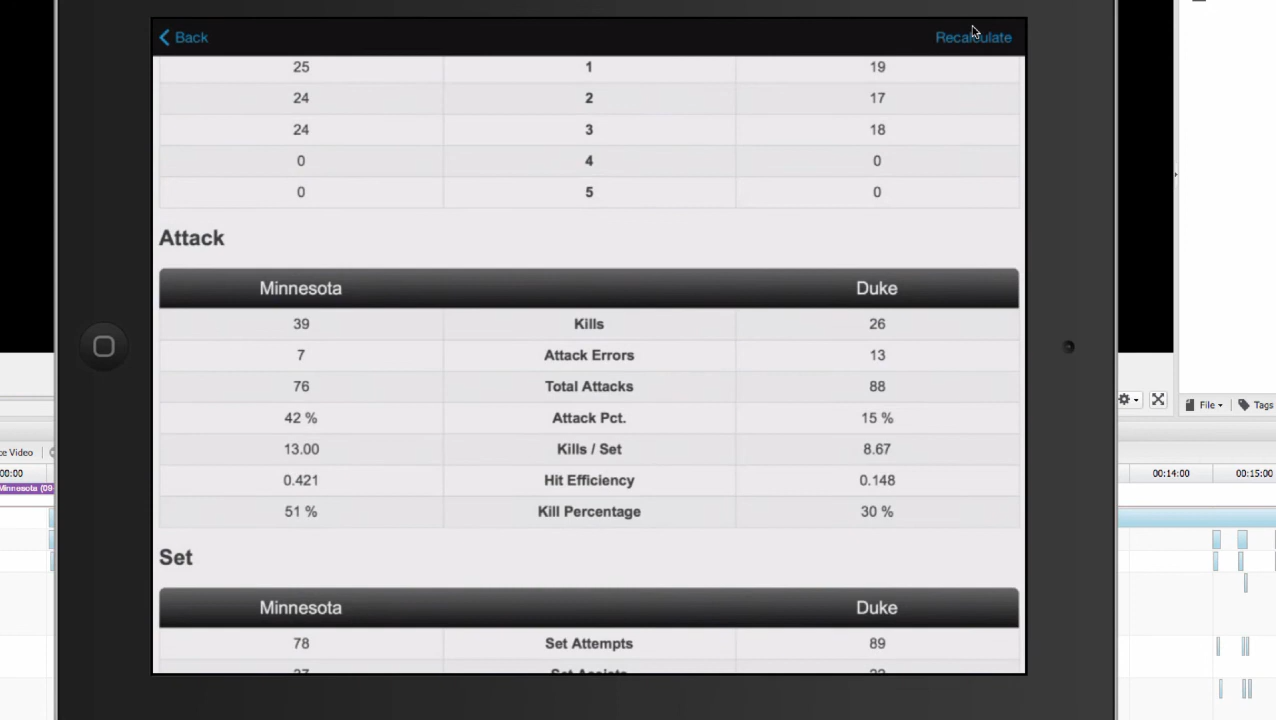 Back
Recalculate
25 1 19
24 2 17
24 3 18
0 4 0
0 5 0
Attack
Minnesota Duke
39 Kills 26
7 Attack Errors 13
76 Total Attacks 88
42 % Attack Pct. 15 %
13.00 Kills / Set 8.67
0.421 Hit Efficiency 0.148
51 % Kill Percentage 30 %
Set
Minnesota Duke
78 Set Attempts 89
File
Tags
Video
00:00
Minnesota (09-
00:14:00
00:15:00